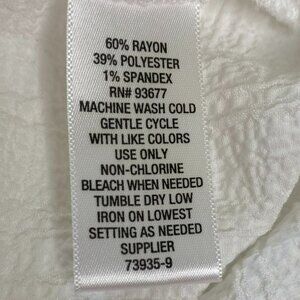 60% RAYON
39% POLYESTER
1% SPANDEX
RN# 93677
MACHINE WASH COLD
GENTLE CYCLE
WITH LIKE COLORS
USE ONLY
NON-CHLORINE
BLEACH WHEN NEEDED
TUMBLE DRY LOW
IRON ON LOWEST
SETTING AS NEEDED
SUPPLIER
73935-9